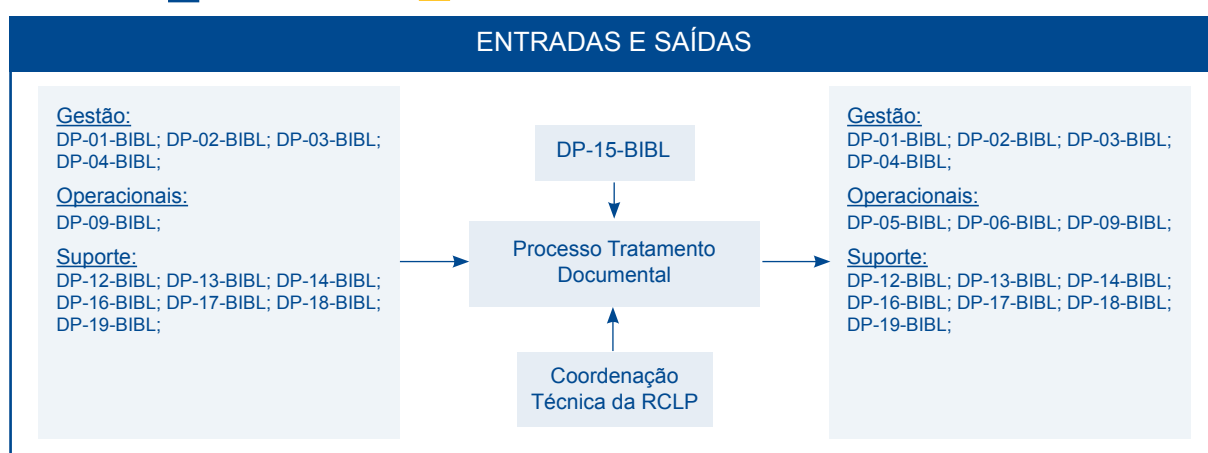 ENTRADAS E SAÍDAS
Gestão:
DP-01-BIBL; DP-02-BIBL; DP-03-BIBL;
DP-04-BIBL;
Operacionais:
DP-09-BIBL;
Suporte:
DP-12-BIBL; DP-13-BIBL; DP-14-BIBL;
DP-16-BIBL; DP-17-BIBL; DP-18-BIBL;
DP-19-BIBL;
DP-15-BIBL
Processo Tratamento
Documental
Coordenação
Técnica da RCLP
Gestão:
DP-01-BIBL; DP-02-BIBL; DP-03-BIBL;
DP-04-BIBL;
Operacionais:
DP-05-BIBL; DP-06-BIBL; DP-09-BIBL;
Suporte:
DP-12-BIBL; DP-13-BIBL; DP-14-BIBL;
DP-16-BIBL; DP-17-BIBL; DP-18-BIBL;
DP-19-BIBL;